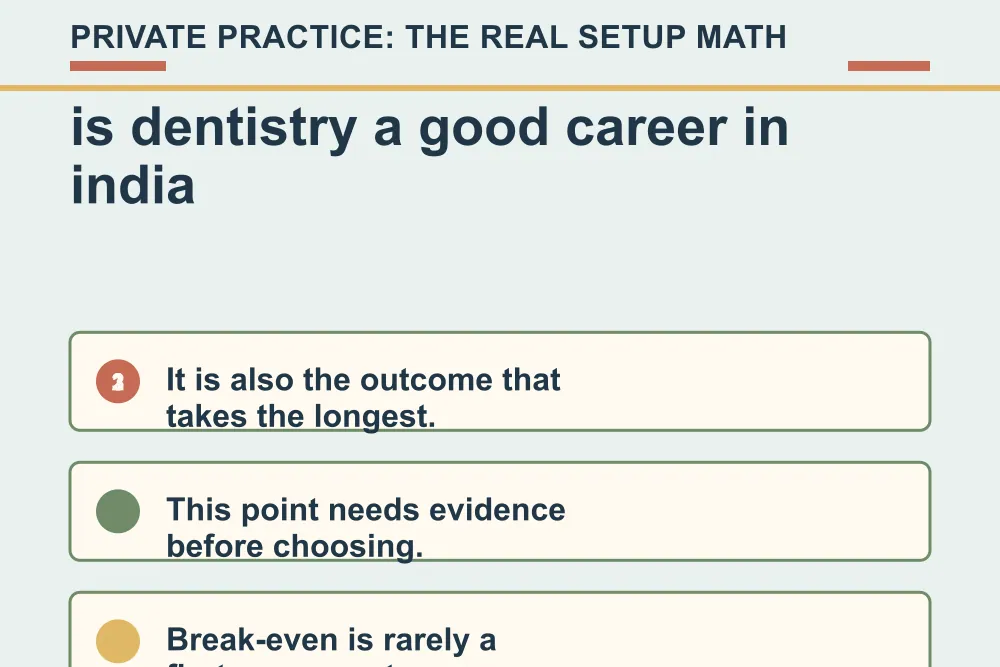 PRIVATE PRACTICE: THE REAL SETUP MATH
is dentistry a good career in
india
It is also the outcome that
takes the longest.
This point needs evidence
before choosing.
Break-even is rarely a